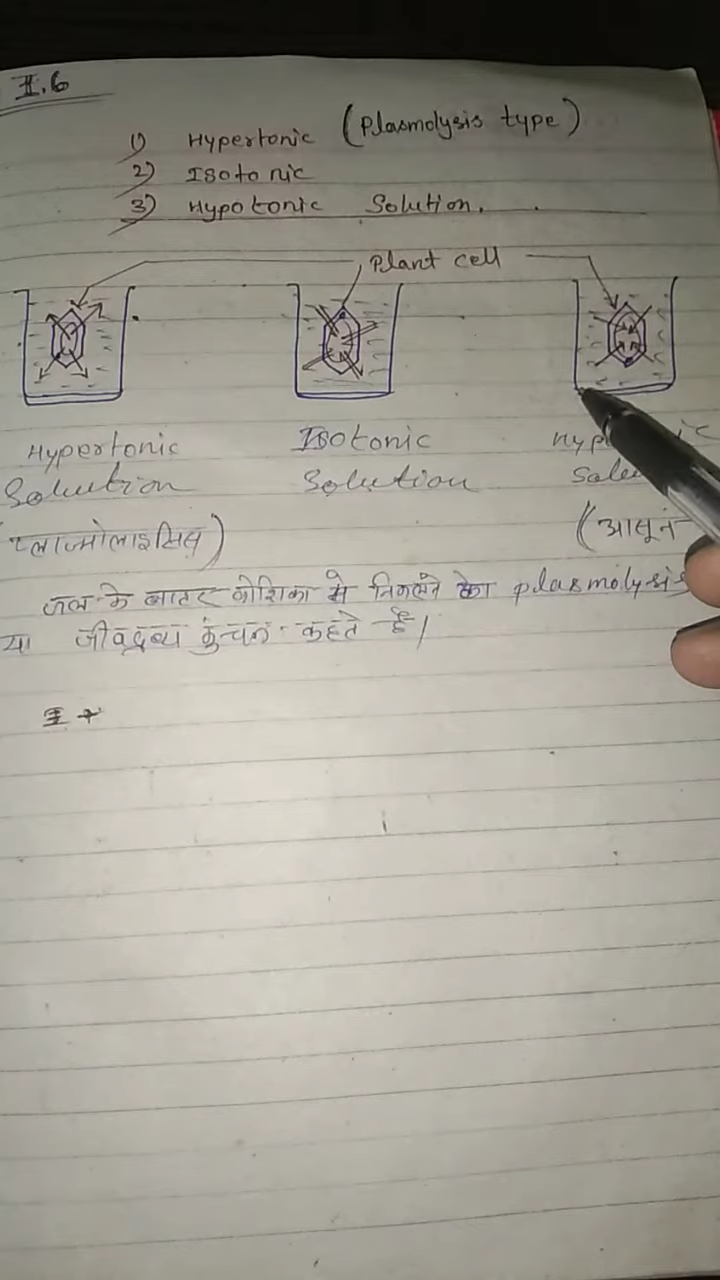 I.6
1) Hypertonic (Plasmolysis type)
2) Isotonic
3) Hypotonic Solution.
Plant cell
Hypertonic Isotonic
Solution Solution
(प्लाज्मोलाइसिस) (आसून
जल के बाहर कोशिका से निकलने को plasmolysis
या जीवद्रव्य कुंचन कहते है।
I +